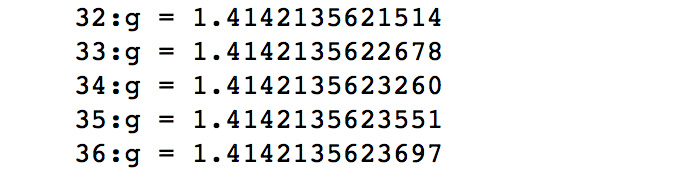 32:g = 1.4142135621514
33:g = 1.4142135622678
34:g = 1.4142135623260
35:g = 1.4142135623551
36:g = 1.4142135623697